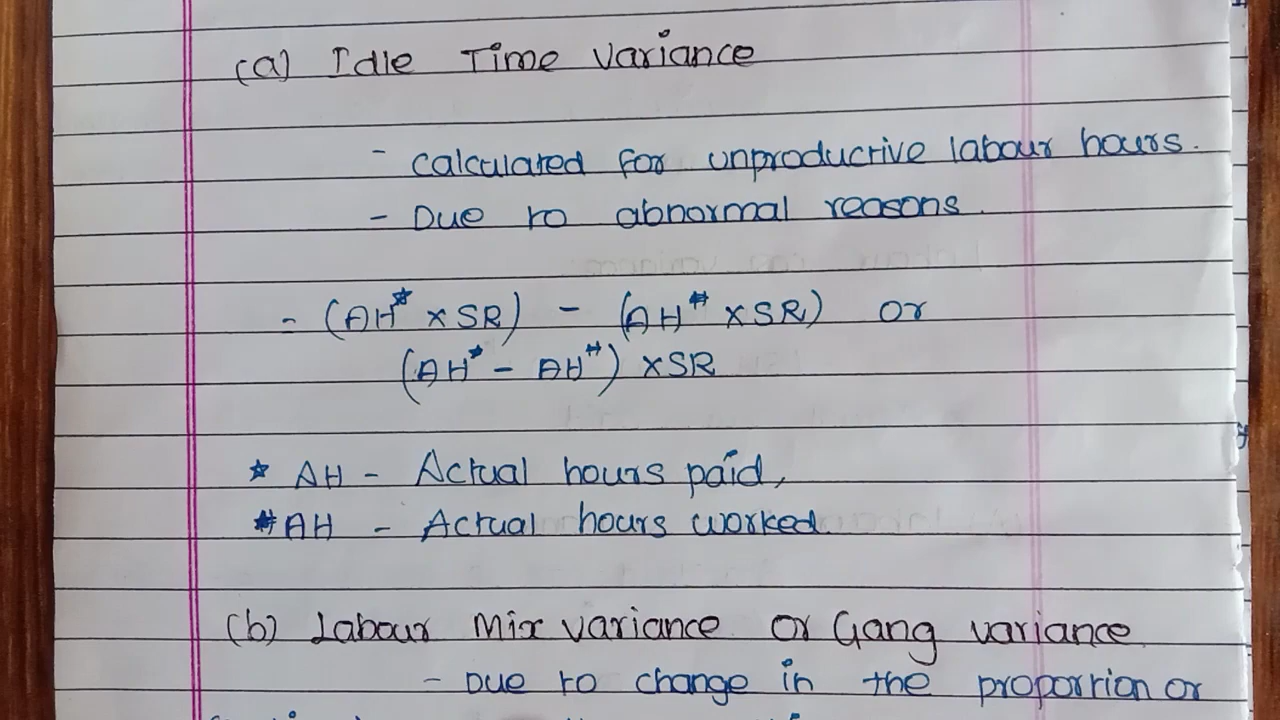 (a) Idle Time Variance
- Calculated for unproductive labour hours.
- Due to abnormal reasons.
- (AH* × SR) - (AH# × SR) or
(AH* - AH#) × SR
* AH - Actual hours paid,
# AH - Actual hours worked.
(b) Labour Mix Variance or Gang variance
- Due to change in the proportion or